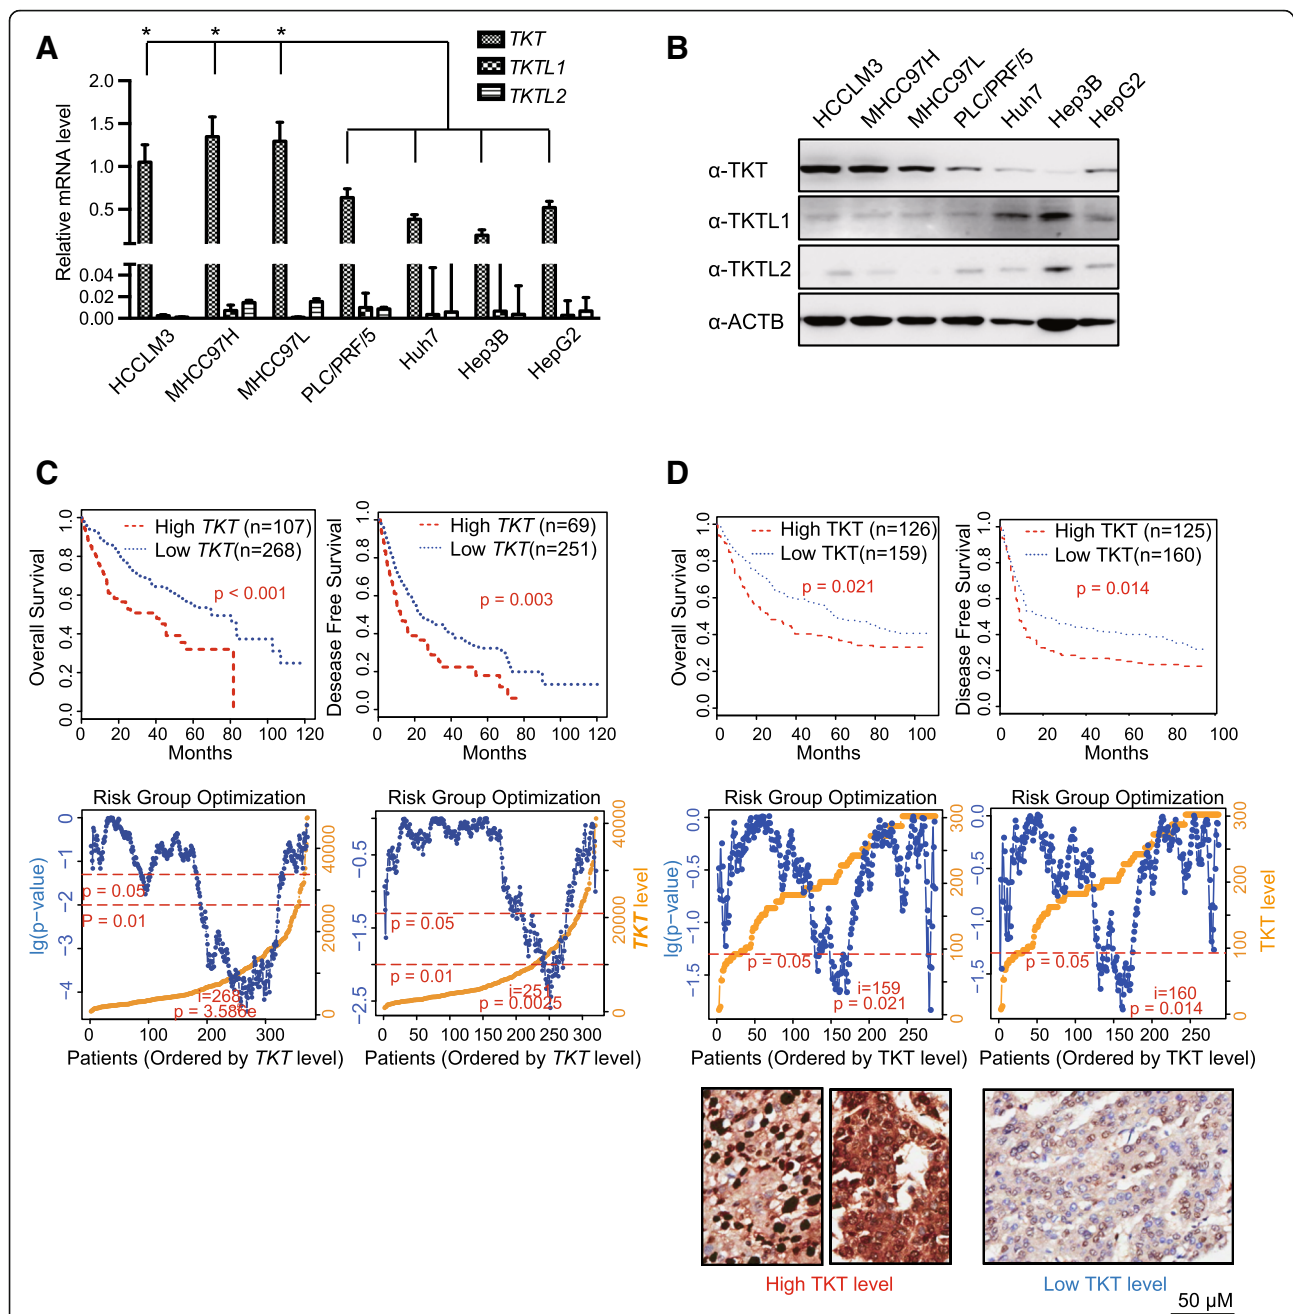 A
* * *
TKT
TKTL1
TKTL2
Relative mRNA level
2.0
1.5
1.0
0.5
0.04
0.02
0.00
HCCLM3 MHCC97H MHCC97L PLC/PRF/5 Huh7 Hep3B HepG2
B
HCCLM3 MHCC97H MHCC97L PLC/PRF/5 Huh7 Hep3B HepG2
α-TKT
α-TKTL1
α-TKTL2
α-ACTB
C
Overall Survival
1.0
0.8
0.6
0.4
0.2
0.0
High TKT (n=107)
Low TKT(n=268)
p < 0.001
0 20 40 60 80 100 120
Months
Desease Free Survival
1.0
0.8
0.6
0.4
0.2
0.0
High TKT (n=69)
Low TKT (n=251)
p = 0.003
0 20 40 60 80 100 120
Months
Risk Group Optimization
lg(p−value)
0
−1
−2
−3
−4
p = 0.05
P = 0.01
i=268
p = 3.586e
40000
20000
0
0 100 200 300
Patients (Ordered by TKT level)
Risk Group Optimization
−0.5
−1.5
−2.5
p = 0.05
p = 0.01
p = 0.0025
40000
20000
0
TKT level
0 50 100 200 300
Patients (Ordered by TKT level)
D
Overall Survival
1.0
0.8
0.6
0.4
0.2
0.0
High TKT (n=126)
Low TKT(n=159)
p = 0.021
0 20 40 60 80 100
Months
Disease Free Survival
1.0
0.8
0.6
0.4
0.2
0.0
High TKT (n=125)
Low TKT(n=160)
p = 0.014
0 20 40 60 80 100
Months
Risk Group Optimization
lg(p−value)
0.0
−0.5
−1.0
−1.5
p = 0.05
i=159
p = 0.021
300
200
100
0
0 50 100 150 200 250
Patients (Ordered by TKT level)
Risk Group Optimization
0.0
−0.5
−1.0
−1.5
p = 0.05
i=160
p = 0.014
300
200
100
0
TKT level
0 50 100 150 200 250
Patients (Ordered by TKT level)
High TKT level
Low TKT level
50 µM